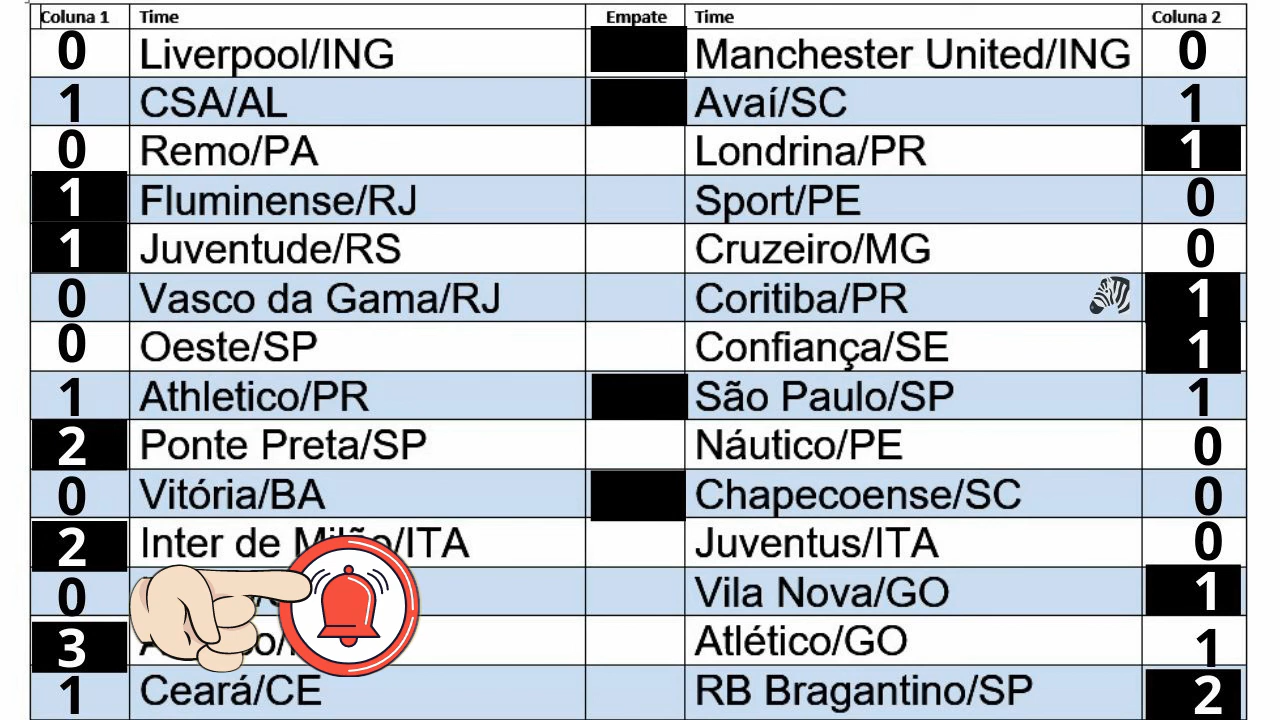 Coluna 1 Time Empate Time Coluna 2
0 Liverpool/ING Manchester United/ING 0
1 CSA/AL Avaí/SC 1
0 Remo/PA Londrina/PR 1
1 Fluminense/RJ Sport/PE 0
1 Juventude/RS Cruzeiro/MG 0
0 Vasco da Gama/RJ Coritiba/PR 1
0 Oeste/SP Confiança/SE 1
1 Athletico/PR São Paulo/SP 1
2 Ponte Preta/SP Náutico/PE 0
0 Vitória/BA Chapecoense/SC 0
2 Inter de Milão/ITA Juventus/ITA 0
0 Vila Nova/GO 1
3 Atlético/GO 1
1 Ceará/CE RB Bragantino/SP 2